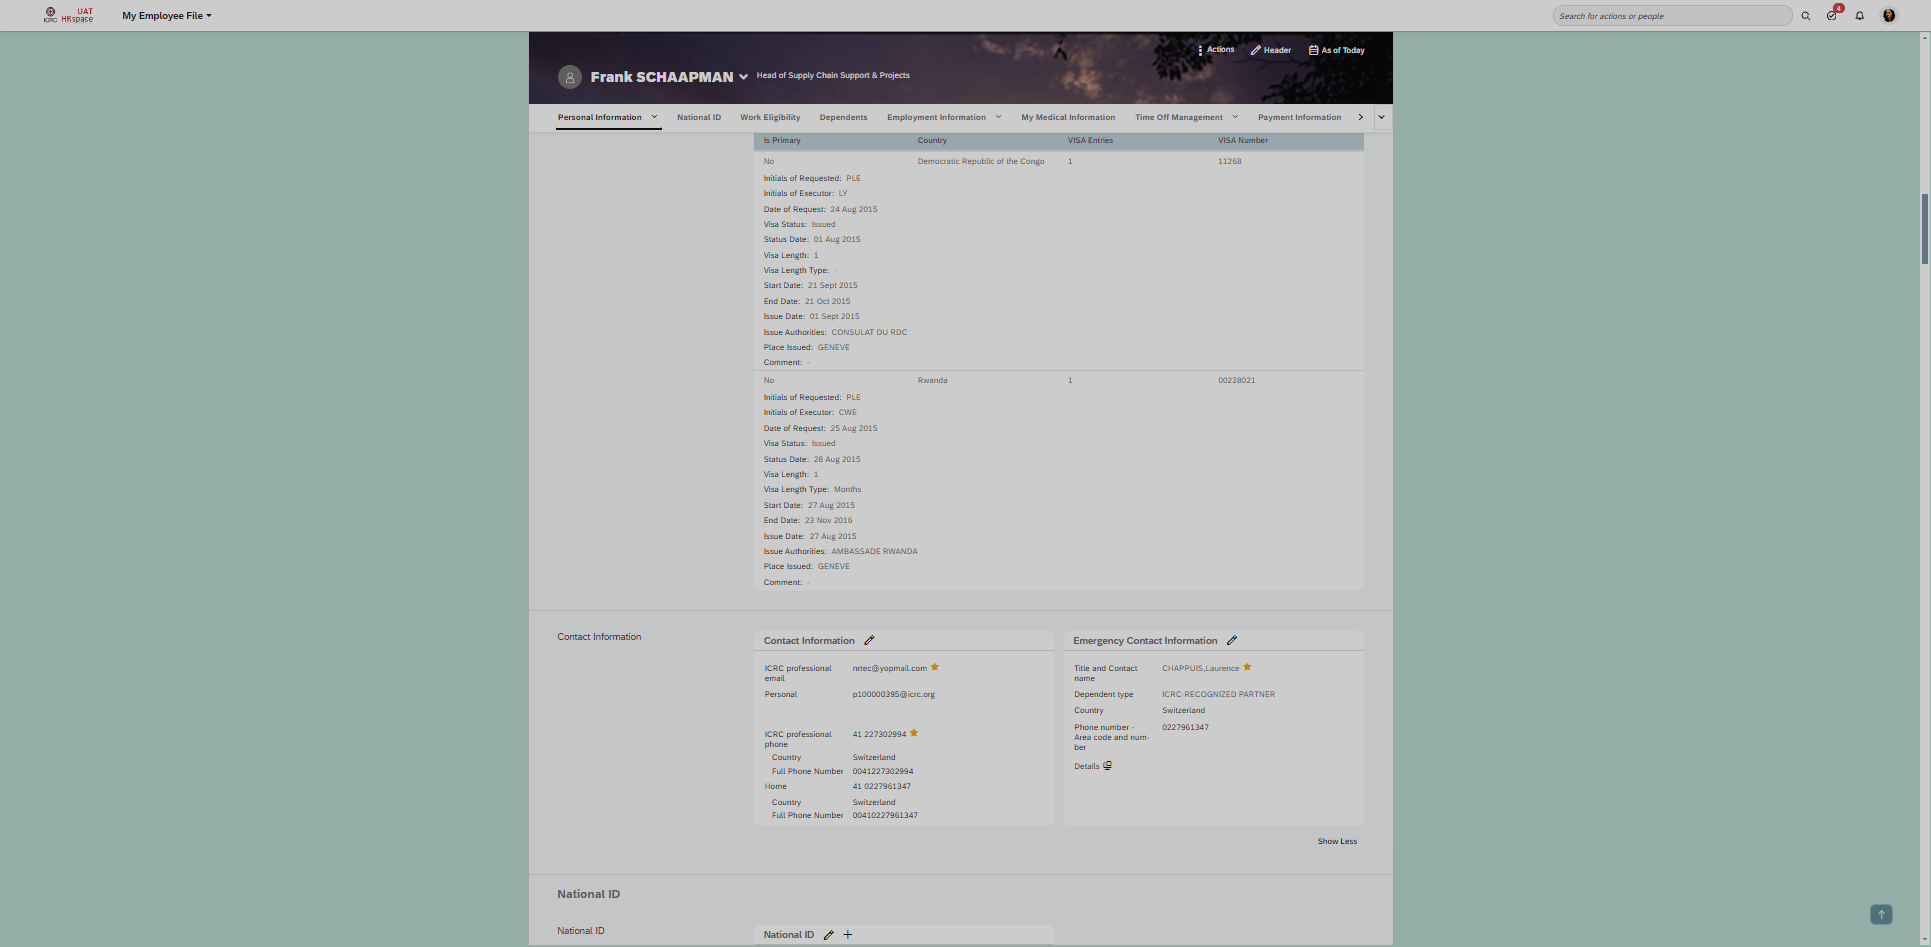 ICRC
UAT
HRspace
My Employee File
Search for actions or people
4
Actions
Header
As of Today
Frank SCHAAPMAN
Head of Supply Chain Support & Projects
Personal Information
National ID
Work Eligibility
Dependents
Employment Information
My Medical Information
Time Off Management
Payment Information
Is Primary Country VISA Entries VISA Number
No Democratic Republic of the Congo 1 11268
Initials of Requested: PLE
Initials of Executor: LY
Date of Request: 24 Aug 2015
Visa Status: Issued
Status Date: 01 Aug 2015
Visa Length: 1
Visa Length Type: -
Start Date: 21 Sept 2015
End Date: 21 Oct 2015
Issue Date: 01 Sept 2015
Issue Authorities: CONSULAT DU RDC
Place Issued: GENEVE
Comment: -
No Rwanda 1 00228021
Initials of Requested: PLE
Initials of Executor: CWE
Date of Request: 25 Aug 2015
Visa Status: Issued
Status Date: 28 Aug 2015
Visa Length: 1
Visa Length Type: Months
Start Date: 27 Aug 2015
End Date: 23 Nov 2016
Issue Date: 27 Aug 2015
Issue Authorities: AMBASSADE RWANDA
Place Issued: GENEVE
Comment: -
Contact Information
Contact Information
ICRC professional
email
nrtec@yopmail.com
Personal p100000395@icrc.org
ICRC professional
phone
41 227302994
Country Switzerland
Full Phone Number 0041227302994
Home 41 0227961347
Country Switzerland
Full Phone Number 00410227961347
Emergency Contact Information
Title and Contact
name
CHAPPUIS,Laurence
Dependent type ICRC-RECOGNIZED PARTNER
Country Switzerland
Phone number -
Area code and num-
ber
0227961347
Details
Show Less
National ID
National ID
National ID